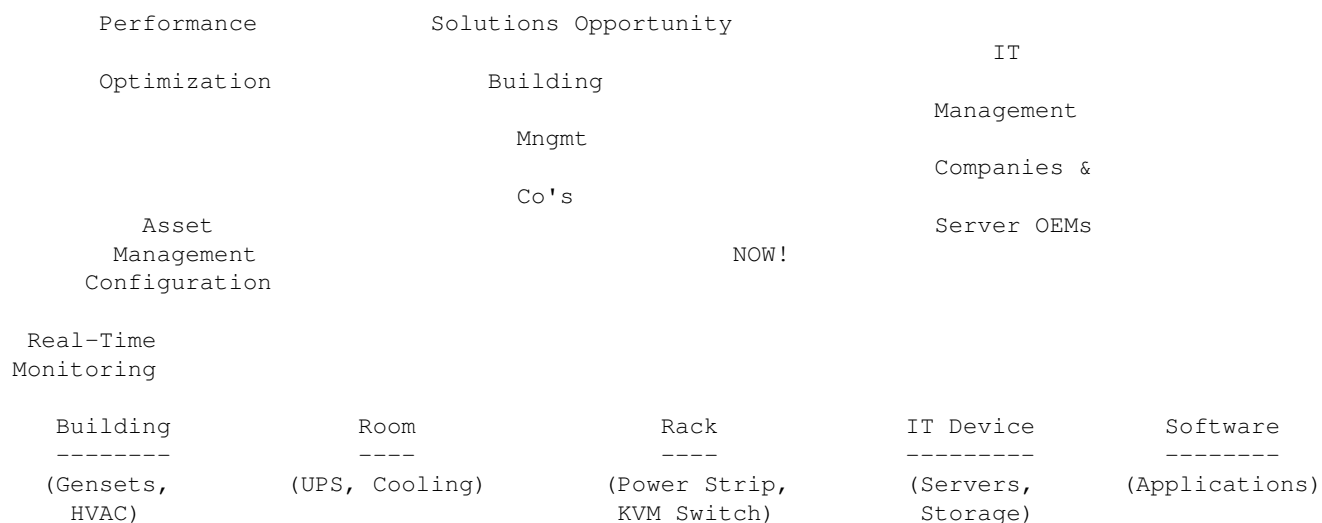 Performance Solutions Opportunity
IT
Optimization Building
Management
Mngmt
Companies &
Co's
Asset Server OEMs
Management NOW!
Configuration
Real-Time
Monitoring
Building Room Rack IT Device Software
-------- ---- ---- --------- --------
(Gensets, (UPS, Cooling) (Power Strip, (Servers, (Applications)
HVAC) KVM Switch) Storage)